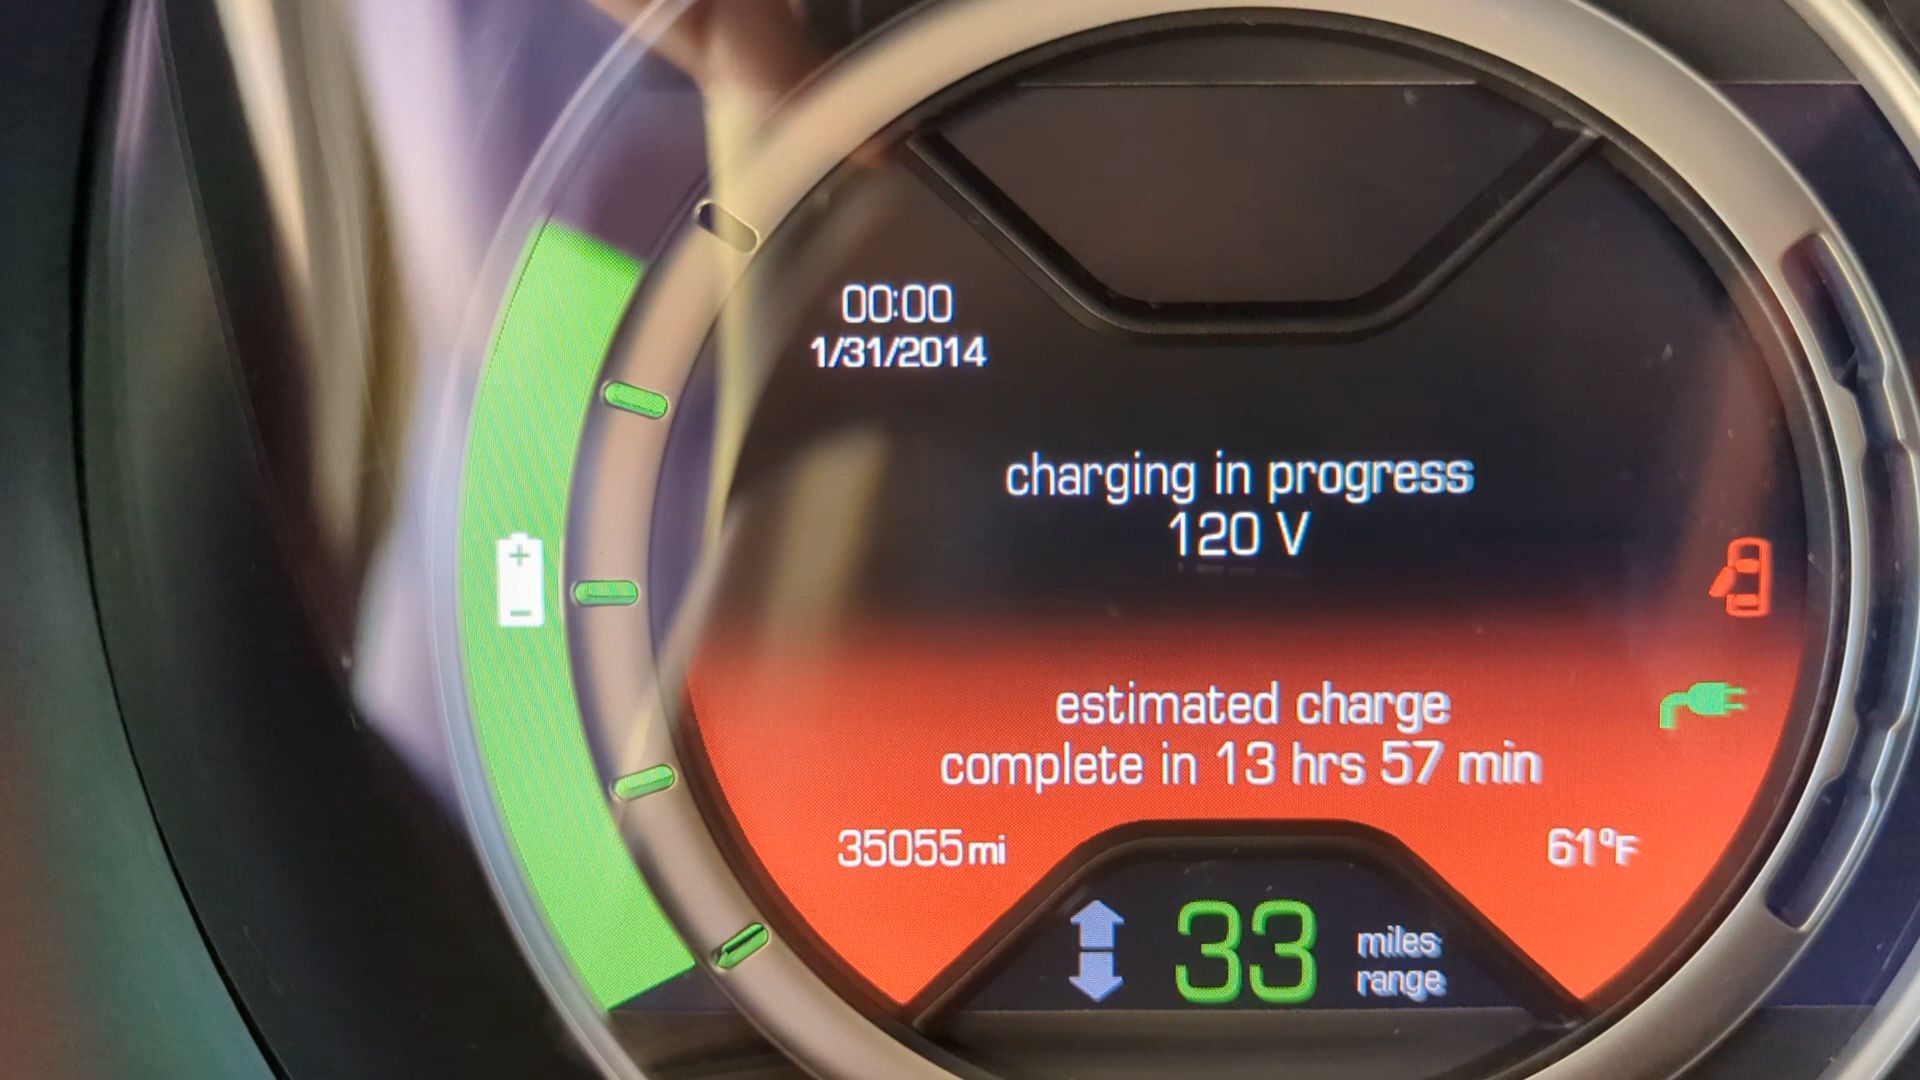 00:00
1/31/2014
charging in progress
120 V
estimated charge
complete in 13 hrs 57 min
35055 mi
61°F
33 miles
range